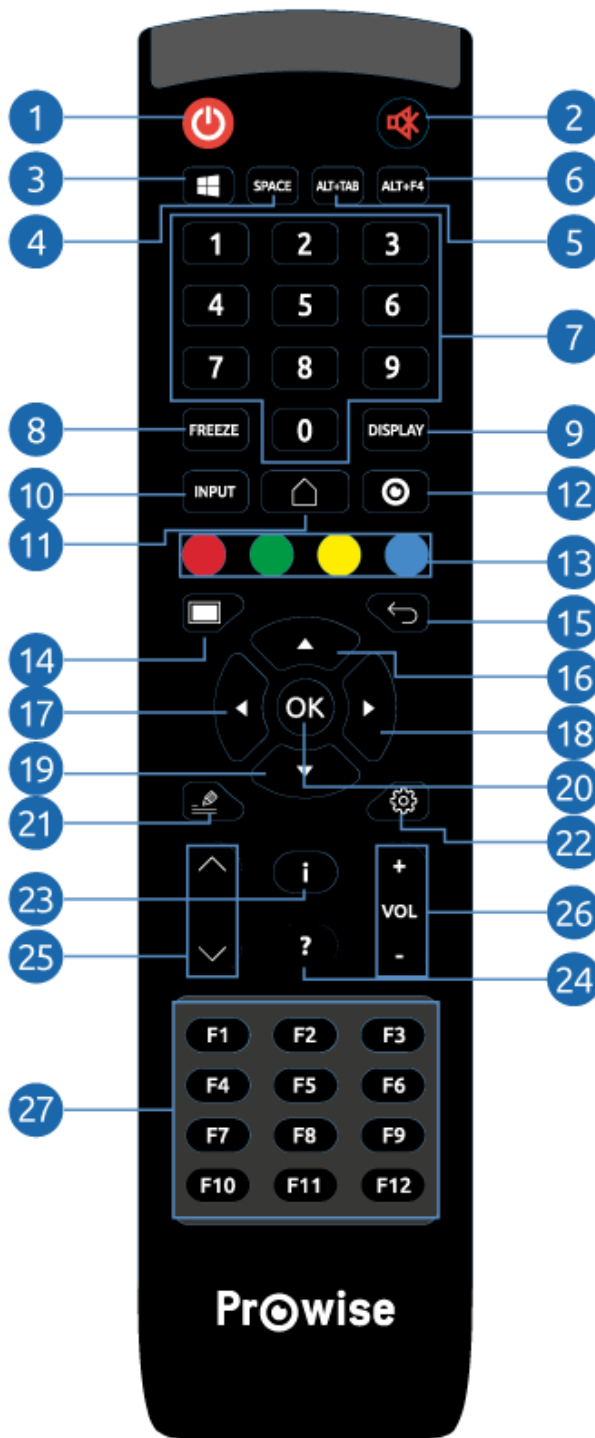 1 2
3 6
SPACE ALT+TAB ALT+F4
4 5
1 2 3
4 5 6
7
7 8 9
8 FREEZE 0 DISPLAY 9
10 INPUT 12
11
13
14 15
16
17 OK 18
19 20
21 22
i +
23 VOL 26
25 ? - 24
F1 F2 F3
F4 F5 F6
27
F7 F8 F9
F10 F11 F12
Prowise